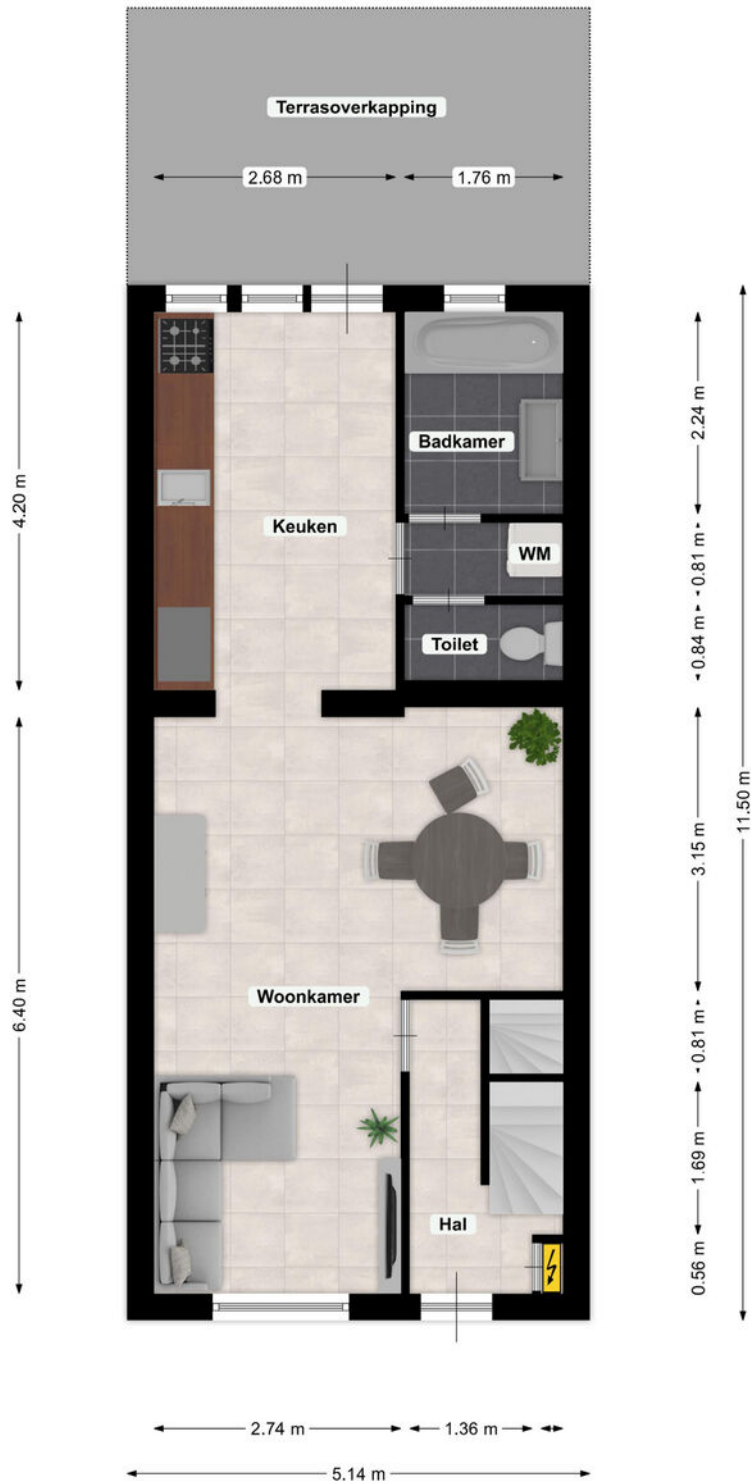 Terrasoverkapping
2.68 m
1.76 m
4.20 m
2.24 m
Badkamer
Keuken
WM
0.81 m
Toilet
0.84 m
11.50 m
3.15 m
6.40 m
Woonkamer
0.81 m
1.69 m
Hal
0.56 m
2.74 m
1.36 m
5.14 m